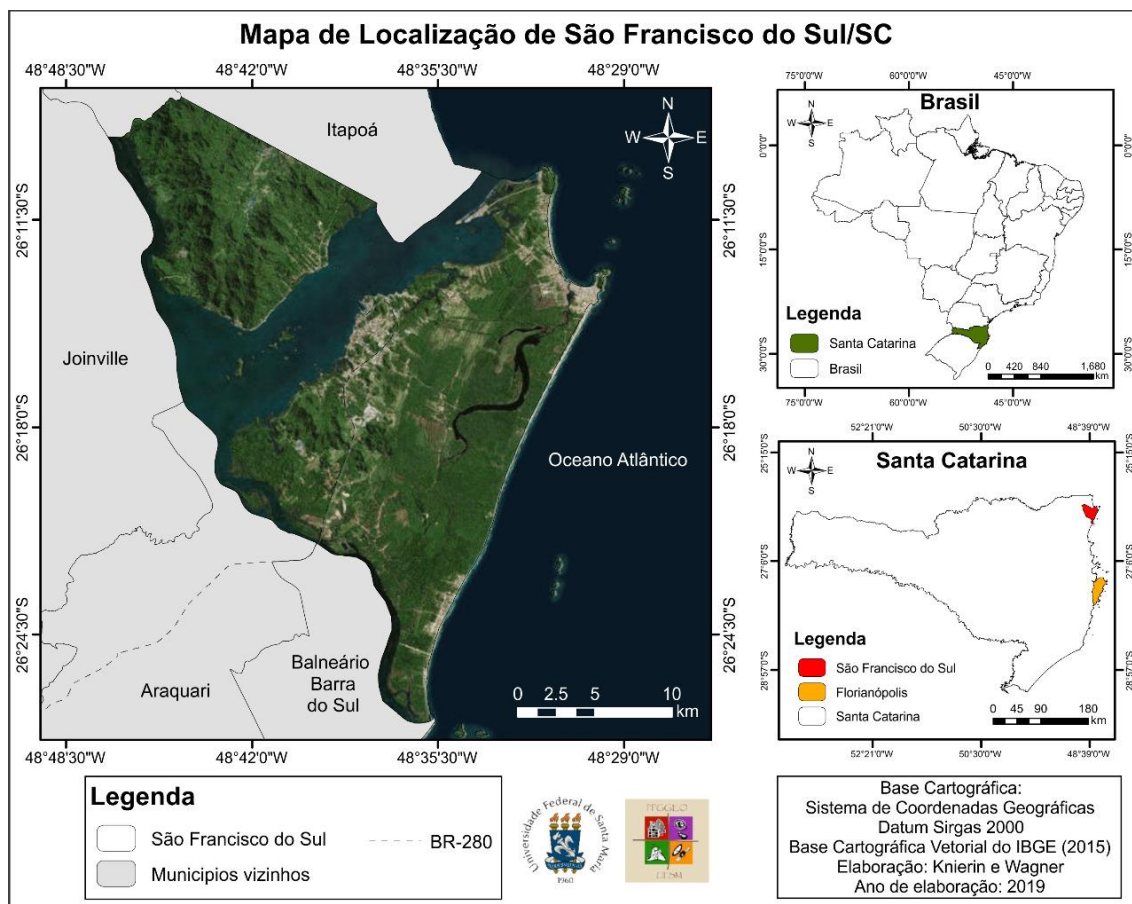 Mapa de Localização de São Francisco do Sul/SC
48°48'30"W
48°42'0"W
48°35'30"W
48°29'0"W
26°11'30"S
26°18'0"S
26°24'30"S
Itapoá
N
W
E
S
Joinville
Oceano Atlântico
Araquari
Balneário
Barra
do Sul
0 2.5 5 10
km
26°11'30"S
26°18'0"S
26°24'30"S
48°48'30"W
48°42'0"W
48°35'30"W
48°29'0"W
75°0'0"W
60°0'0"W
45°0'0"W
Brasil
N
W
E
S
0°0'0"
15°0'0"S
30°0'0"S
0°0'0"
15°0'0"S
30°0'0"S
Legenda
Santa Catarina
Brasil
0 420 840 1,680
km
75°0'0"W
60°0'0"W
45°0'0"W
52°21'0"W
50°30'0"W
48°39'0"W
Santa Catarina
N
W
E
S
25°15'0"S
27°6'0"S
28°57'0"S
25°15'0"S
27°6'0"S
28°57'0"S
Legenda
São Francisco do Sul
Florianópolis
Santa Catarina
0 45 90 180
km
52°21'0"W
50°30'0"W
48°39'0"W
Legenda
São Francisco do Sul
BR-280
Municipios vizinhos
Universidade Federal de Santa Maria
1960
PPGGEO
UFSM
Base Cartográfica:
Sistema de Coordenadas Geográficas
Datum Sirgas 2000
Base Cartográfica Vetorial do IBGE (2015)
Elaboração: Knierin e Wagner
Ano de elaboração: 2019